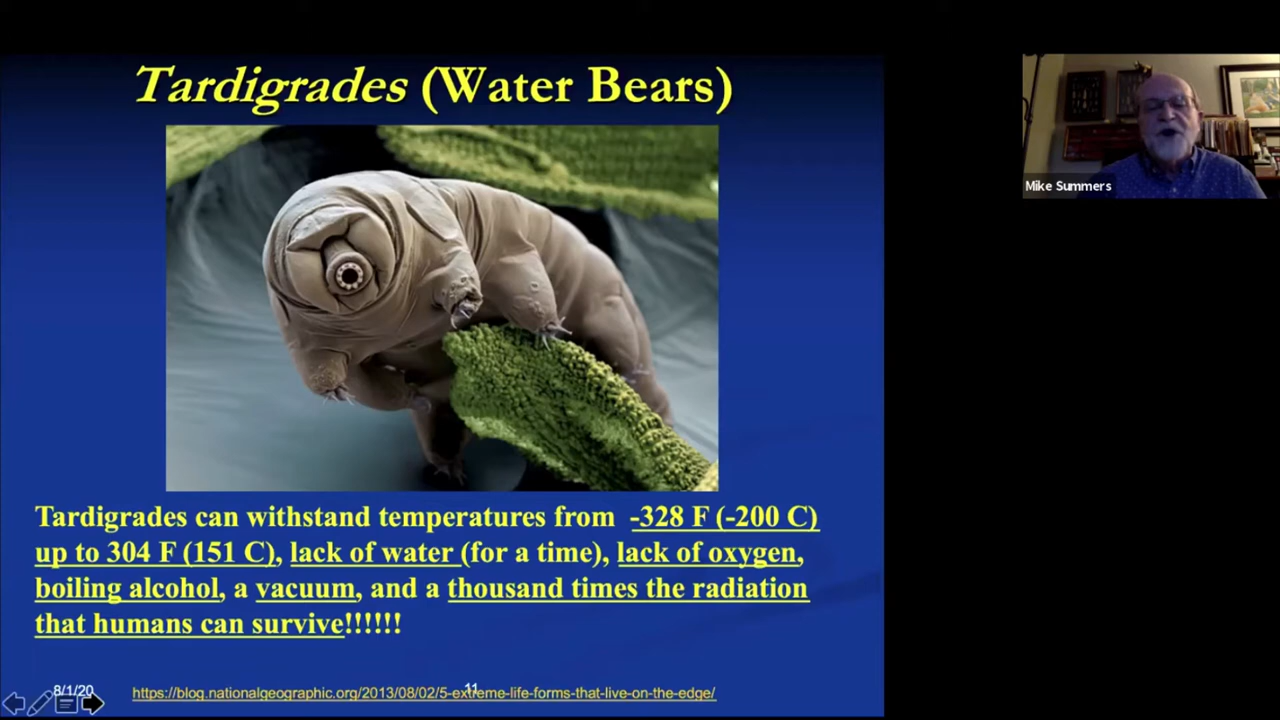 Tardigrades (Water Bears)
Mike Summers
Tardigrades can withstand temperatures from -328 F (-200 C)
up to 304 F (151 C), lack of water (for a time), lack of oxygen,
boiling alcohol, a vacuum, and a thousand times the radiation
that humans can survive!!!!!!
8/1/20
11
https://blog.nationalgeographic.org/2013/08/02/5-extreme-life-forms-that-live-on-the-edge/